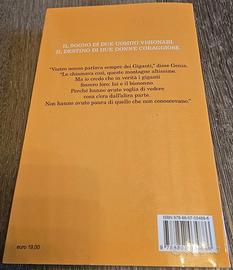 IL SOGNO DI DUE UOMINI VISIONARI.
IL DESTINO DI DUE DONNE CORAGGIOSE
"Vostro nonno parlava sempre dei Giganti," disse Genia.
"Le chiamava così, queste montagne altissime.
Ma io credo che in verità i giganti
fossero loro: lui e il bisnonno.
Perché hanno avuto voglia di vedere
cosa c'era dall'altra parte.
Non hanno avuto paura di quello che non conoscevano."
euro 19,00